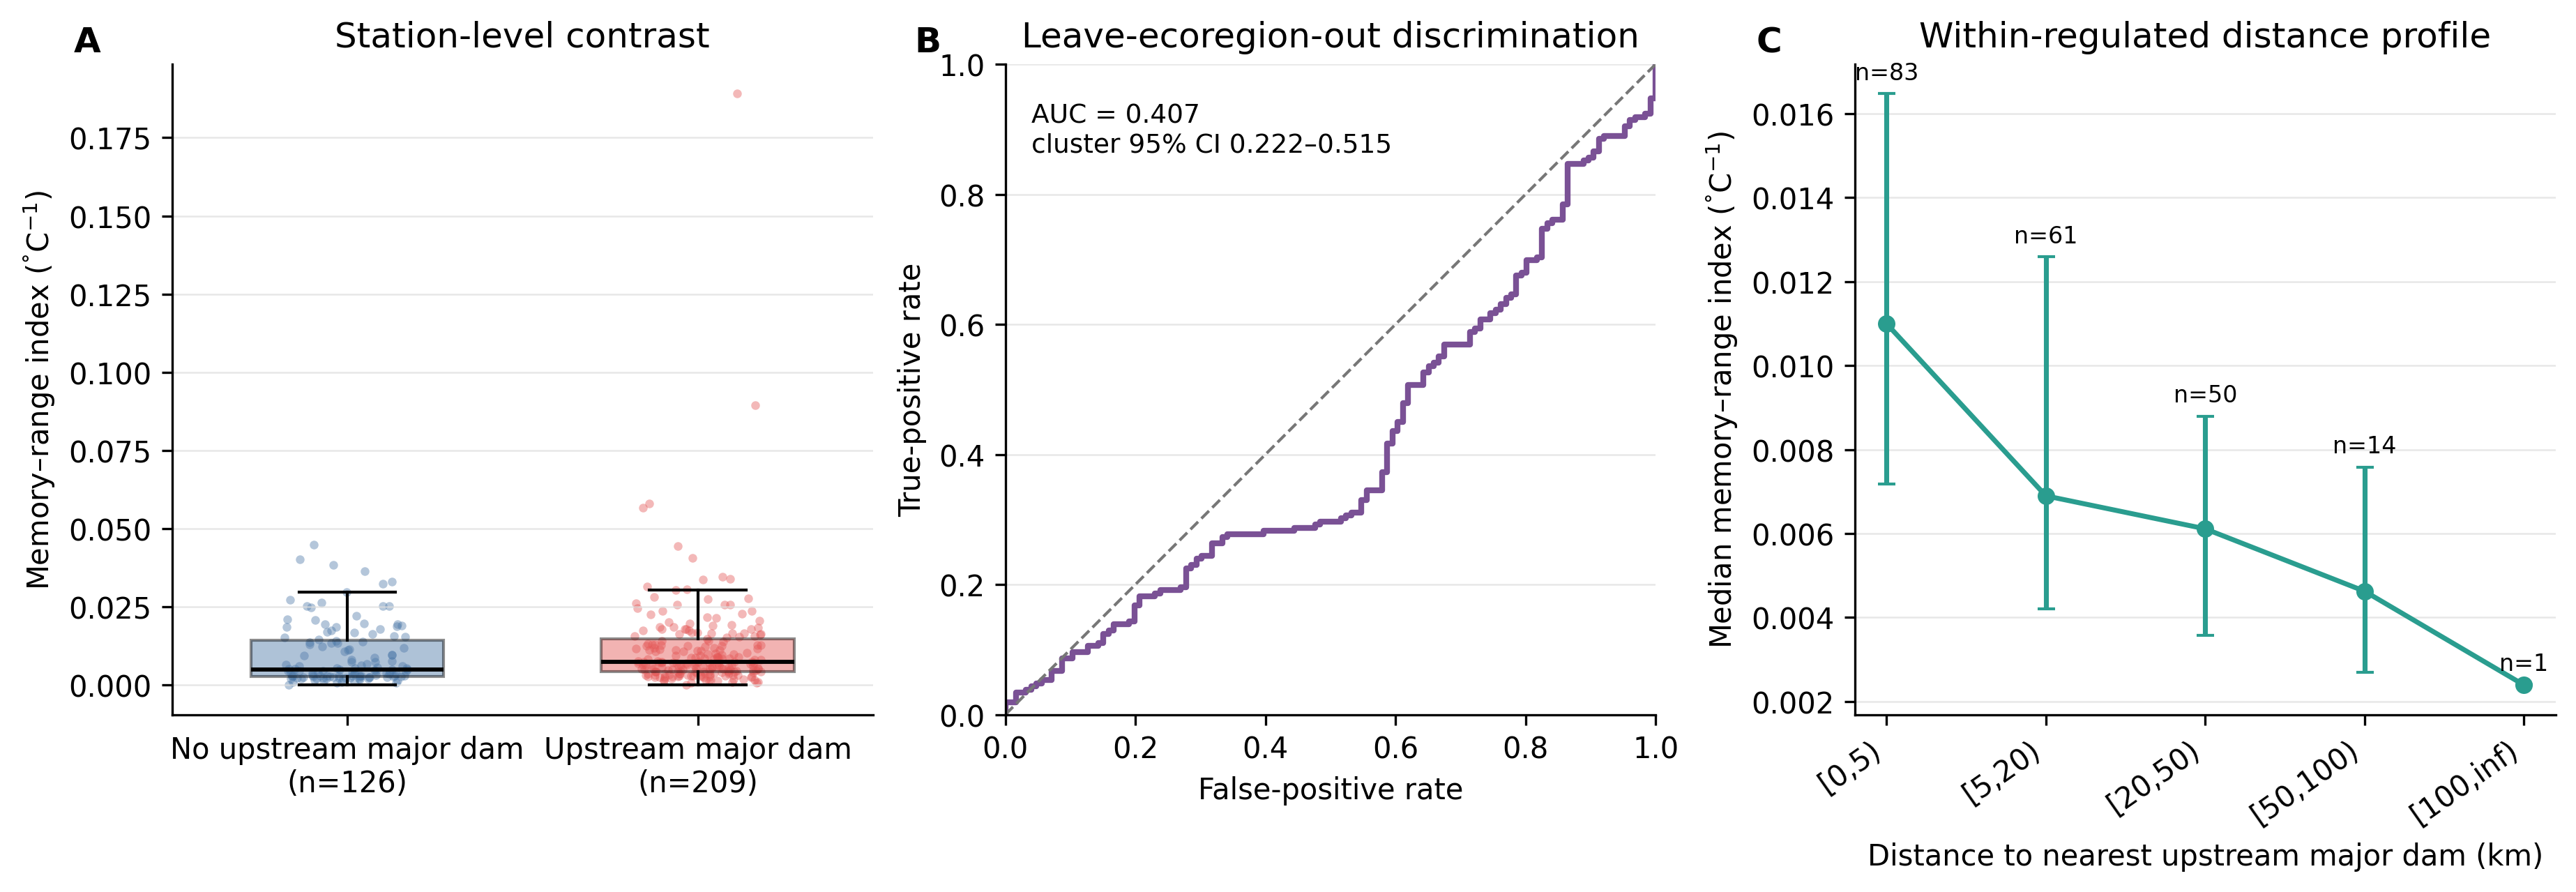 A
Station-level contrast
Memory–range index (°C⁻¹)
0.175
0.150
0.125
0.100
0.075
0.050
0.025
0.000
No upstream major dam
(n=126)
Upstream major dam
(n=209)
B
Leave-ecoregion-out discrimination
True-positive rate
1.0
0.8
0.6
0.4
0.2
0.0
AUC = 0.407
cluster 95% CI 0.222–0.515
0.0 0.2 0.4 0.6 0.8 1.0
False-positive rate
C
Within-regulated distance profile
Median memory–range index (°C⁻¹)
0.016
0.014
0.012
0.010
0.008
0.006
0.004
0.002
n=83
n=61
n=50
n=14
n=1
[0,5)
[5,20)
[20,50)
[50,100)
[100,inf)
Distance to nearest upstream major dam (km)